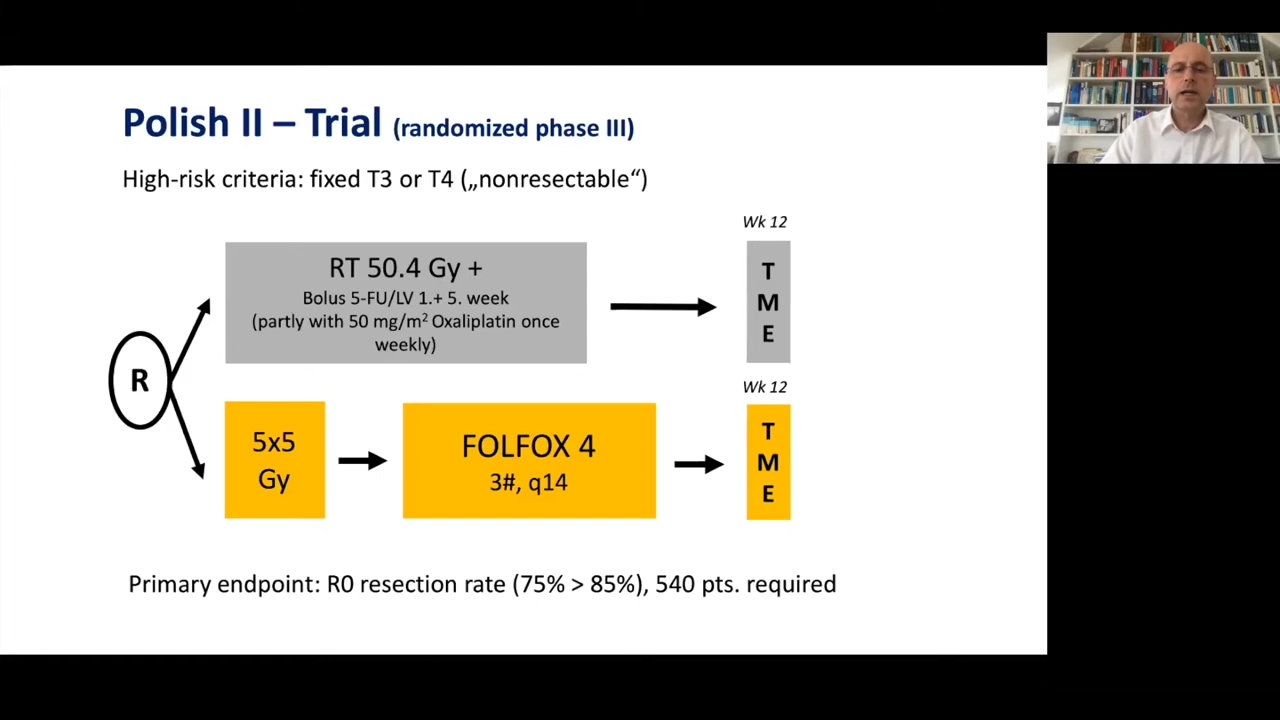 Polish II – Trial (randomized phase III)
High-risk criteria: fixed T3 or T4 („nonresectable“)
Wk 12
RT 50.4 Gy +
Bolus 5-FU/LV 1.+ 5. week
(partly with 50 mg/m² Oxaliplatin once
weekly)
T
M
E
R
Wk 12
5x5
Gy
FOLFOX 4
3#, q14
T
M
E
Primary endpoint: R0 resection rate (75% > 85%), 540 pts. required